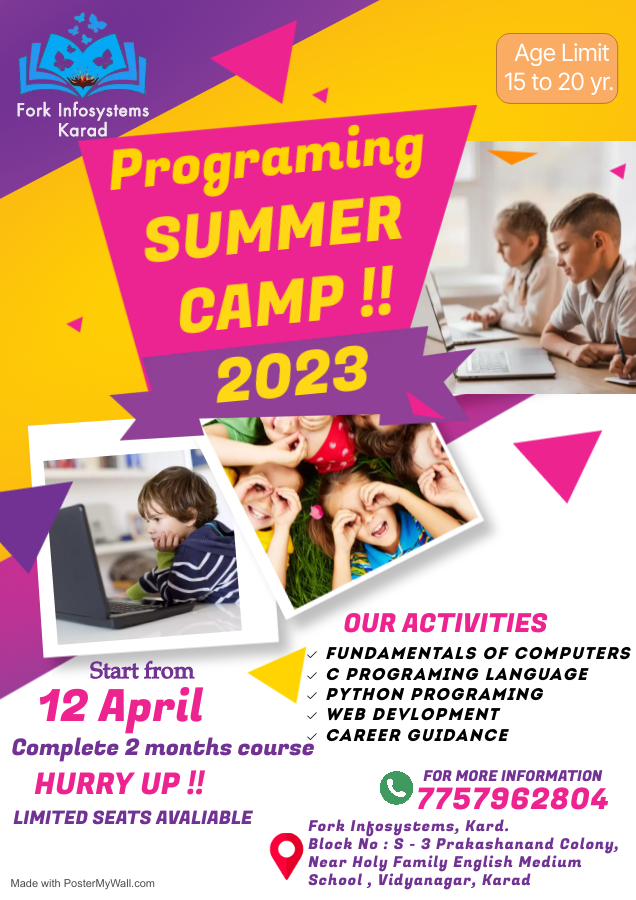 Fork Infosystems
Karad
Age Limit
15 to 20 yr.
Programing
SUMMER
CAMP !!
2023
OUR ACTIVITIES
✓ FUNDAMENTALS OF COMPUTERS
✓ C PROGRAMING LANGUAGE
✓ PYTHON PROGRAMING
✓ WEB DEVLOPMENT
✓ CAREER GUIDANCE
Start from
12 April
Complete 2 months course
HURRY UP !!
LIMITED SEATS AVALIABLE
FOR MORE INFORMATION
7757962804
Fork Infosystems, Kard.
Block No : S - 3 Prakashanand Colony,
Near Holy Family English Medium
School , Vidyanagar, Karad
Made with PosterMyWall.com